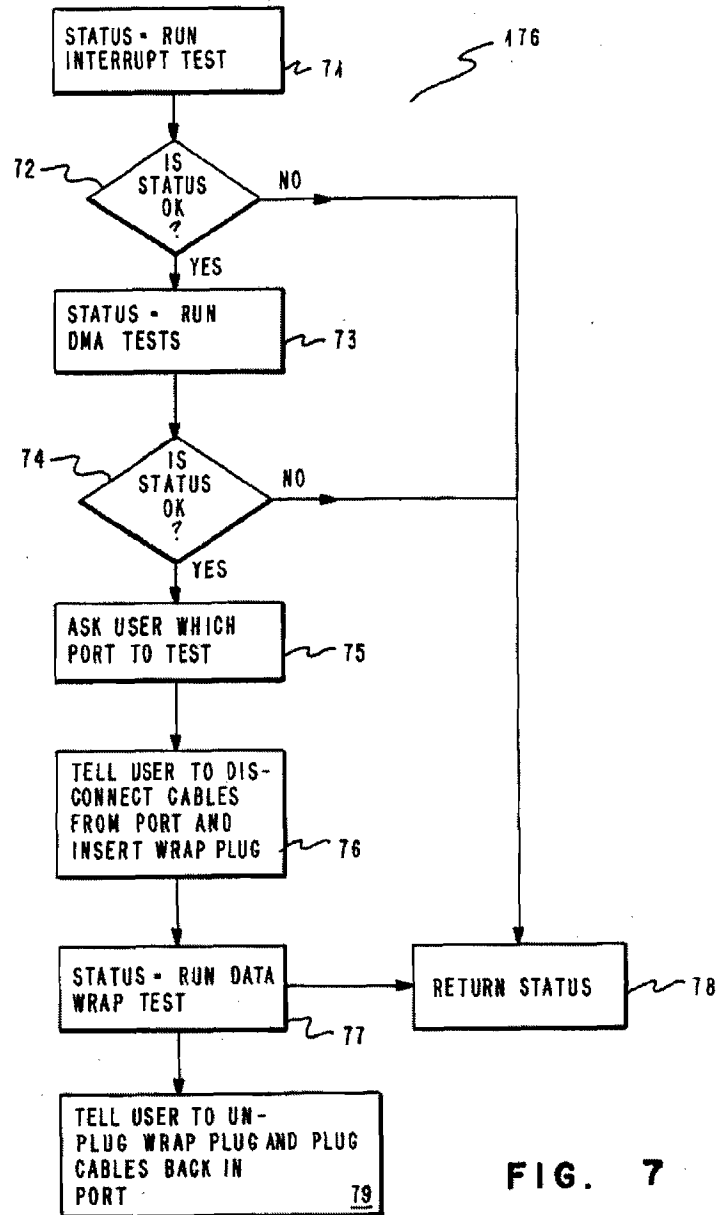 STATUS = RUN
INTERRUPT TEST
71
176
72
IS
STATUS
OK
?
NO
YES
STATUS = RUN
DMA TESTS
73
74
IS
STATUS
OK
?
NO
YES
ASK USER WHICH
PORT TO TEST
75
TELL USER TO DIS-
CONNECT CABLES
FROM PORT AND
INSERT WRAP PLUG
76
STATUS = RUN DATA
WRAP TEST
77
RETURN STATUS
78
TELL USER TO UN-
PLUG WRAP PLUG AND PLUG
CABLES BACK IN
PORT
79
FIG. 7